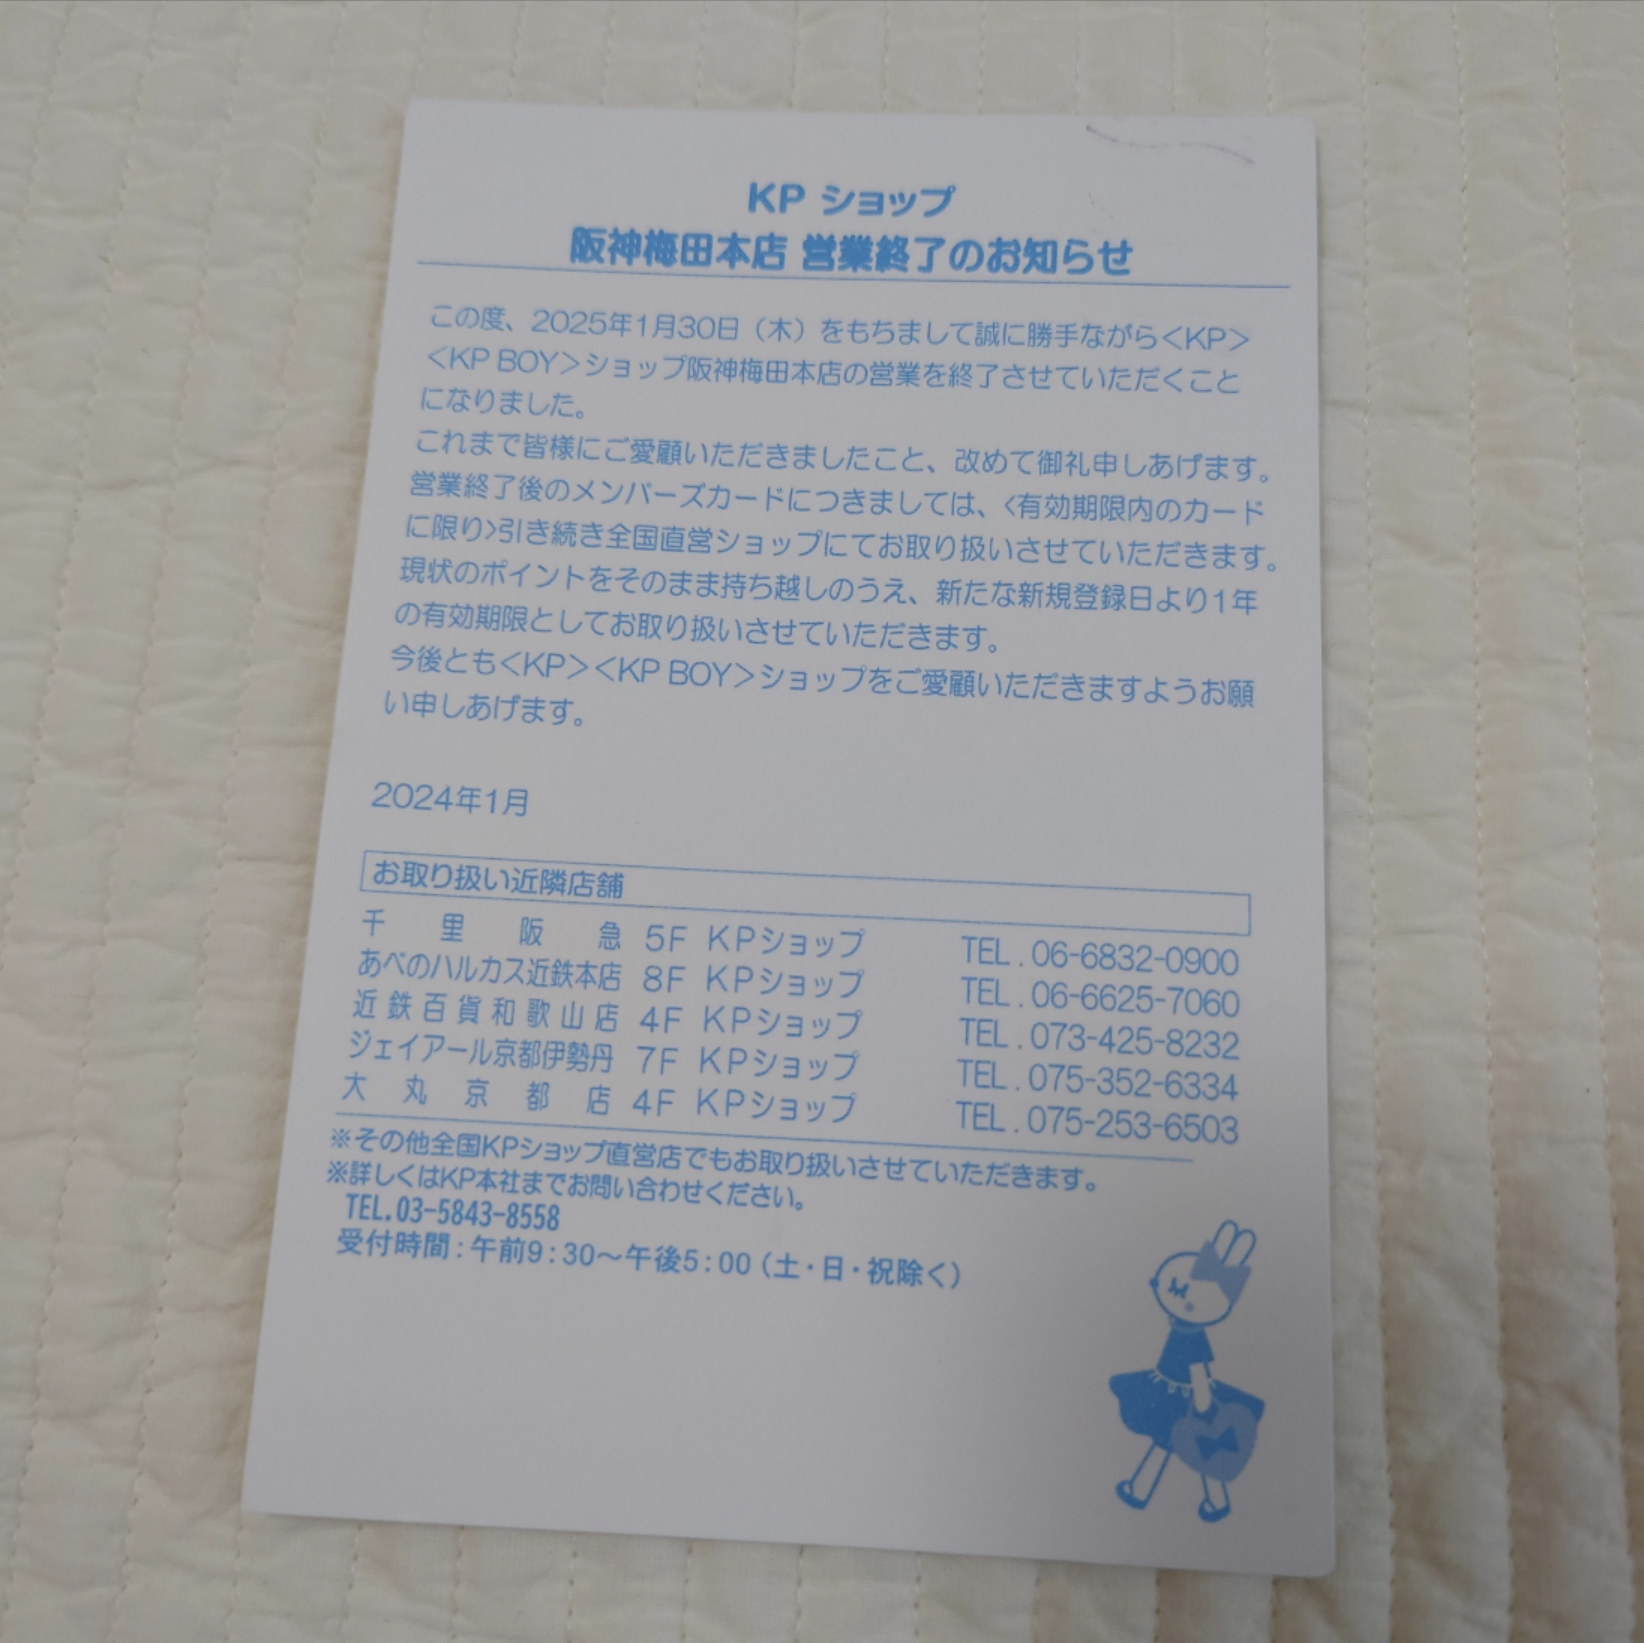 KP ショップ
阪神梅田本店 営業終了のお知らせ
この度、2025年1月30日（木）をもちまして誠に勝手ながら<KP>
<KP BOY>ショップ阪神梅田本店の営業を終了させていただくこと
になりました。
これまで皆様にご愛顧いただきましたこと、改めて御礼申しあげます。
営業終了後のメンバーズカードにつきましては、<有効期限内のカード
に限り>引き続き全国直営ショップにてお取り扱いさせていただきます。
現状のポイントをそのまま持ち越しのうえ、新たな新規登録日より1年
の有効期限としてお取り扱いさせていただきます。
今後とも<KP><KP BOY>ショップをご愛顧いただきますようお願
い申しあげます。
2024年1月
お取り扱い近隣店舗
千里阪急 5F KPショップ TEL.06-6832-0900
あべのハルカス近鉄本店 8F KPショップ TEL.06-6625-7060
近鉄百貨和歌山店 4F KPショップ TEL.073-425-8232
ジェイアール京都伊勢丹 7F KPショップ TEL.075-352-6334
大丸京都店 4F KPショップ TEL.075-253-6503
※その他全国KPショップ直営店でもお取り扱いさせていただきます。
※詳しくはKP本社までお問い合わせください。
TEL.03-5843-8558
受付時間：午前9：30～午後5：00（土・日・祝除く）